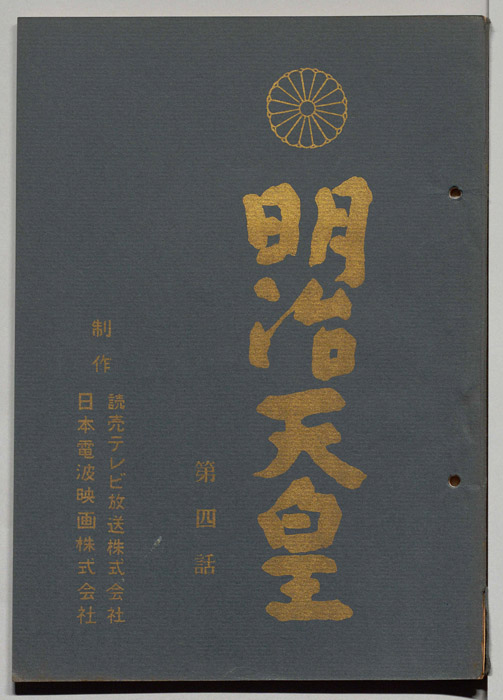 明治天皇
第四話
制作
読売テレビ放送株式会社
日本電波映画株式会社